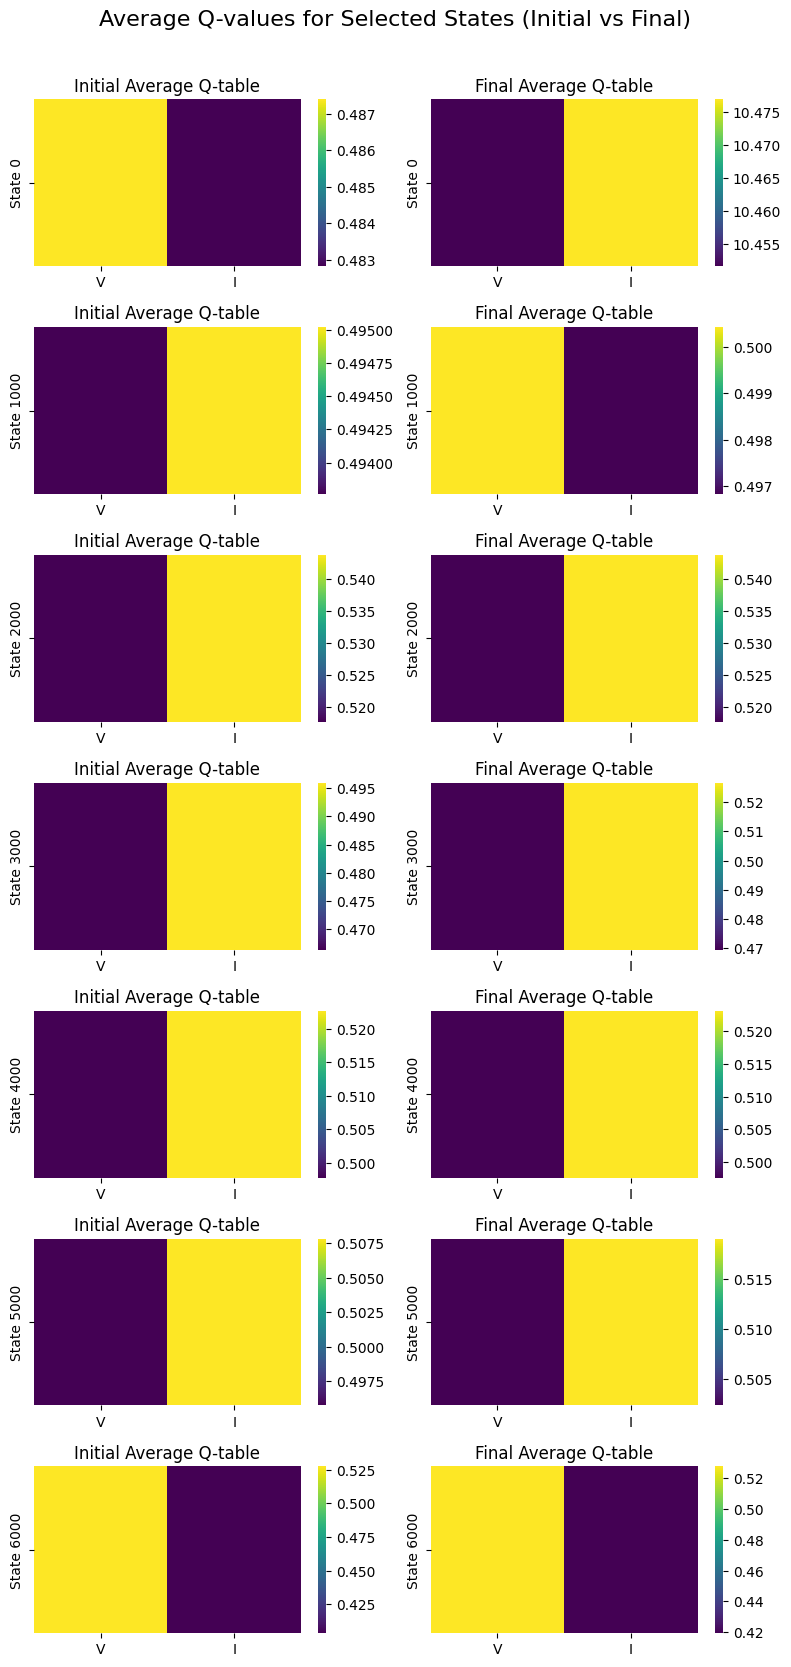 Average Q-values for Selected States (Initial vs Final)
Initial Average Q-table
State 0
V I
0.487
0.486
0.485
0.484
0.483
Final Average Q-table
State 0
V I
10.475
10.470
10.465
10.460
10.455
Initial Average Q-table
State 1000
V I
0.49500
0.49475
0.49450
0.49425
0.49400
Final Average Q-table
State 1000
V I
0.500
0.499
0.498
0.497
Initial Average Q-table
State 2000
V I
0.540
0.535
0.530
0.525
0.520
Final Average Q-table
State 2000
V I
0.540
0.535
0.530
0.525
0.520
Initial Average Q-table
State 3000
V I
0.495
0.490
0.485
0.480
0.475
0.470
Final Average Q-table
State 3000
V I
0.52
0.51
0.50
0.49
0.48
0.47
Initial Average Q-table
State 4000
V I
0.520
0.515
0.510
0.505
0.500
Final Average Q-table
State 4000
V I
0.520
0.515
0.510
0.505
0.500
Initial Average Q-table
State 5000
V I
0.5075
0.5050
0.5025
0.5000
0.4975
Final Average Q-table
State 5000
V I
0.515
0.510
0.505
Initial Average Q-table
State 6000
V I
0.525
0.500
0.475
0.450
0.425
Final Average Q-table
State 6000
V I
0.52
0.50
0.48
0.46
0.44
0.42